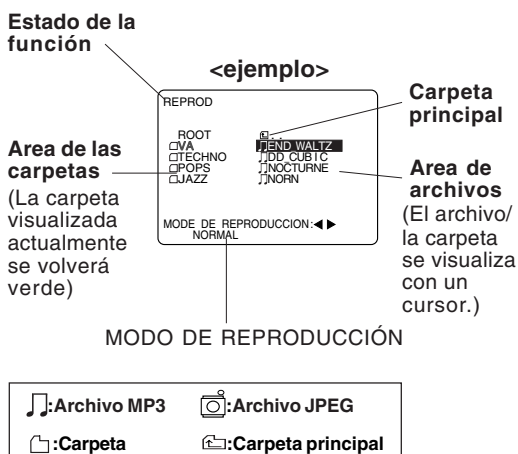 Estado de la
función
<ejemplo>
REPROD
ROOT
VA
TECHNO
POPS
JAZZ
..
END WALTZ
DD CUBIC
NOCTURNE
NORN
MODE DE REPRODUCCION:◀ ▶
NORMAL
Area de las
carpetas
(La carpeta
visualizada
actualmente
se volverá
verde)
Carpeta
principal
Area de
archivos
(El archivo/
la carpeta
se visualiza
con un
cursor.)
MODO DE REPRODUCCIÓN
:Archivo MP3
:Archivo JPEG
:Carpeta
:Carpeta principal